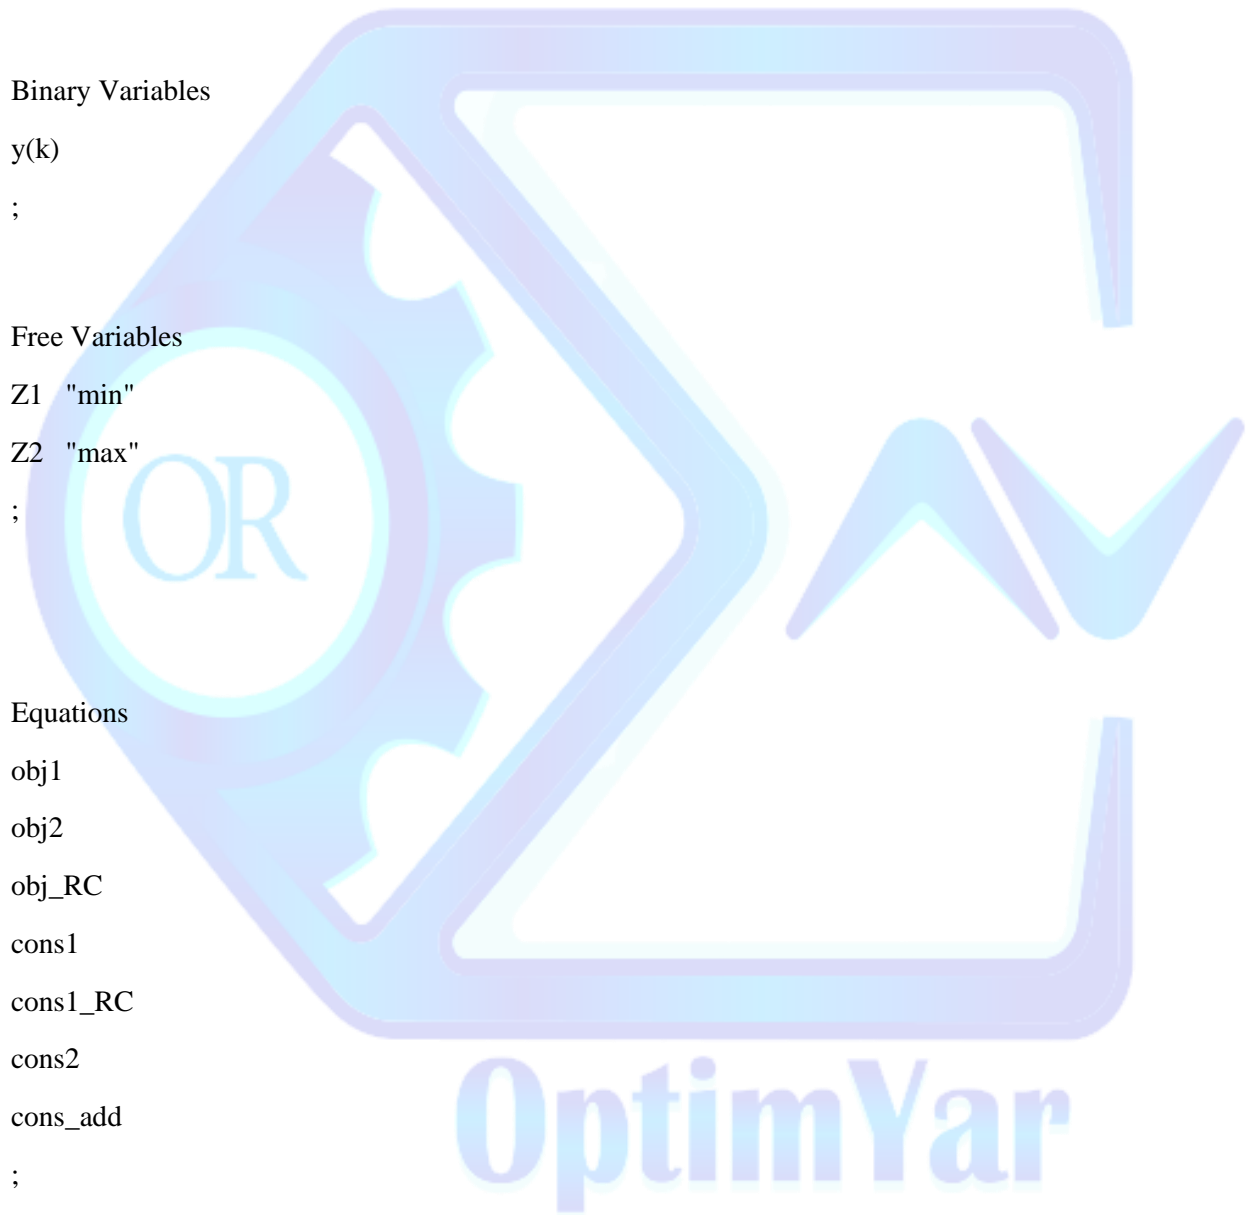 Binary Variables
y(k)
;
Free Variables
Z1 "min"
Z2 "max"
;
OR
Equations
obj1
obj2
obj_RC
cons1
cons1_RC
cons2
cons_add
;
OptimYar